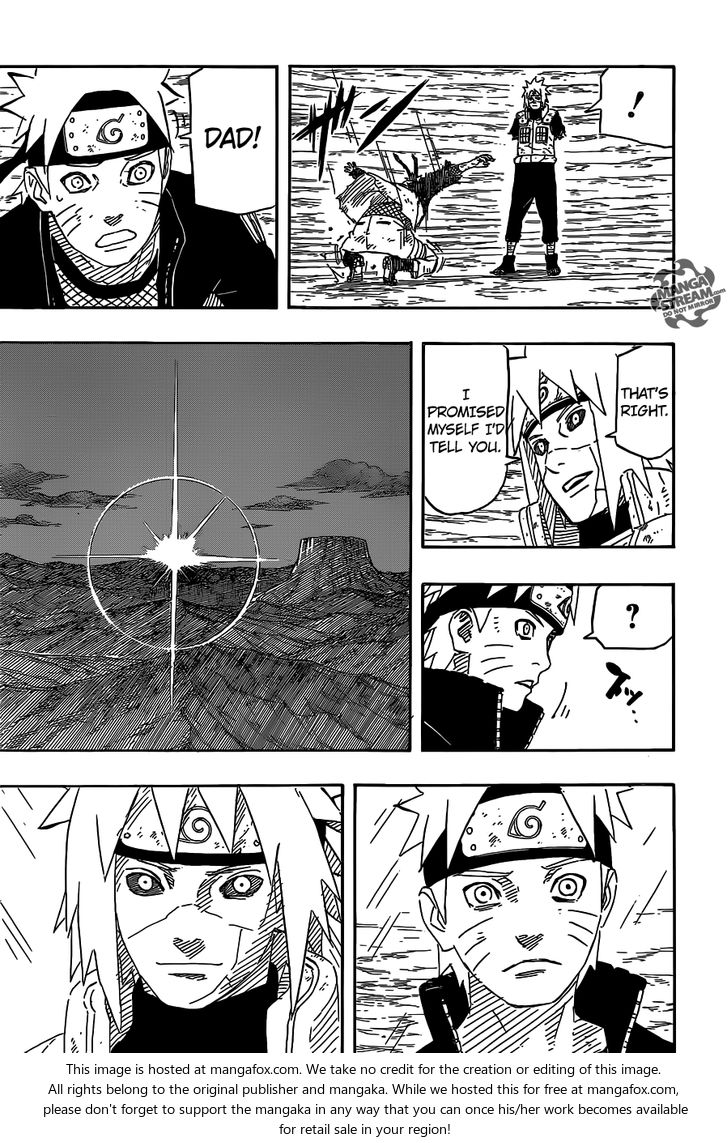 !
DAD!
MANGA
STREAM.com
DO NOT MIRROR
THAT'S
RIGHT.
I
PROMISED
MYSELF I'D
TELL YOU.
?
This image is hosted at mangafox.com. We take no credit for the creation or editing of this image.
All rights belong to the original publisher and mangaka. While we hosted this for free at mangafox.com,
please don't forget to support the mangaka in any way that you can once his/her work becomes available
for retail sale in your region!